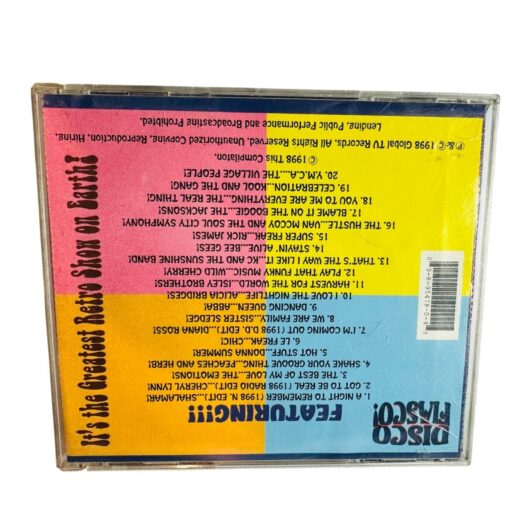 DISCO
FIASCO!
FEATURING!!!
1. A NIGHT TO REMEMBER (1998 N. EDIT)...SHALAMAR!
2. GOT TO BE REAL (1998 RADIO EDIT)...CHERYL LYNN!
3. THE BEST OF MY LOVE...THE EMOTIONS!
4. SHAKE YOUR GROOVE THING...PEACHES AND HERB!
5. HOT STUFF...DONNA SUMMER!
6. LE FREAK...CHIC!
7. I'M COMING OUT (1998 D.D. EDIT)...DIANA ROSS!
8. WE ARE FAMILY...SISTER SLEDGE!
9. DANCING QUEEN...ABBA!
10. I LOVE THE NIGHTLIFE...ALICIA BRIDGES!
11. HARVEST FOR THE WORLD...ISLEY BROTHERS!
12. PLAY THAT FUNKY MUSIC...WILD CHERRY!
13. THAT'S THE WAY I LIKE IT...KC AND THE SUNSHINE BAND!
14. STAYIN' ALIVE...BEE GEES!
15. SUPER FREAK...RICK JAMES!
16. THE HUSTLE...VAN MCCOY AND THE SOUL CITY SYMPHONY!
17. BLAME IT ON THE BOOGIE...THE JACKSONS!
18. YOU TO ME ARE EVERYTHING...THE REAL THING!
19. CELEBRATION...KOOL AND THE GANG!
20. Y.M.C.A....THE VILLAGE PEOPLE!
© 1998 This Compilaton.
℗ & © 1998 Global TV Records. All Rights Reserved. Unauthorized Copying, Reproduction, Hiring,
Lending, Public Performance and Broadcasting Prohibited.
It's the Greatest Retro Show on Earth!